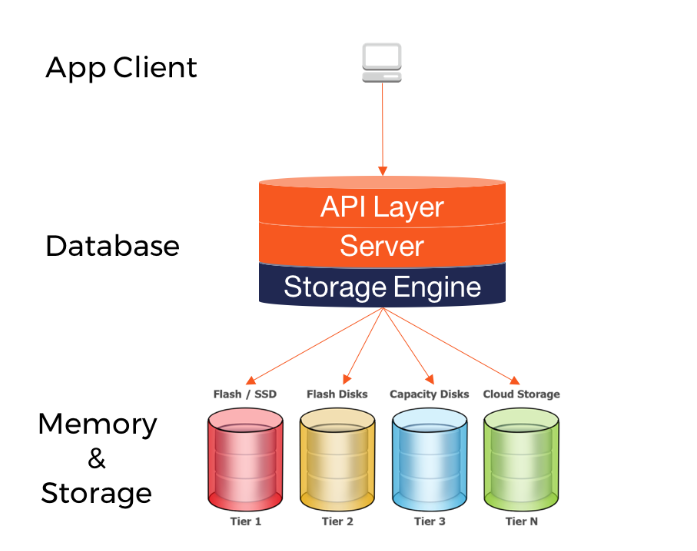 App Client
API Layer
Database
Server
Storage Engine
Flash / SSD
Flash Disks
Capacity Disks
Cloud Storage
Memory
&
Storage
Tier 1
Tier 2
Tier 3
Tier N